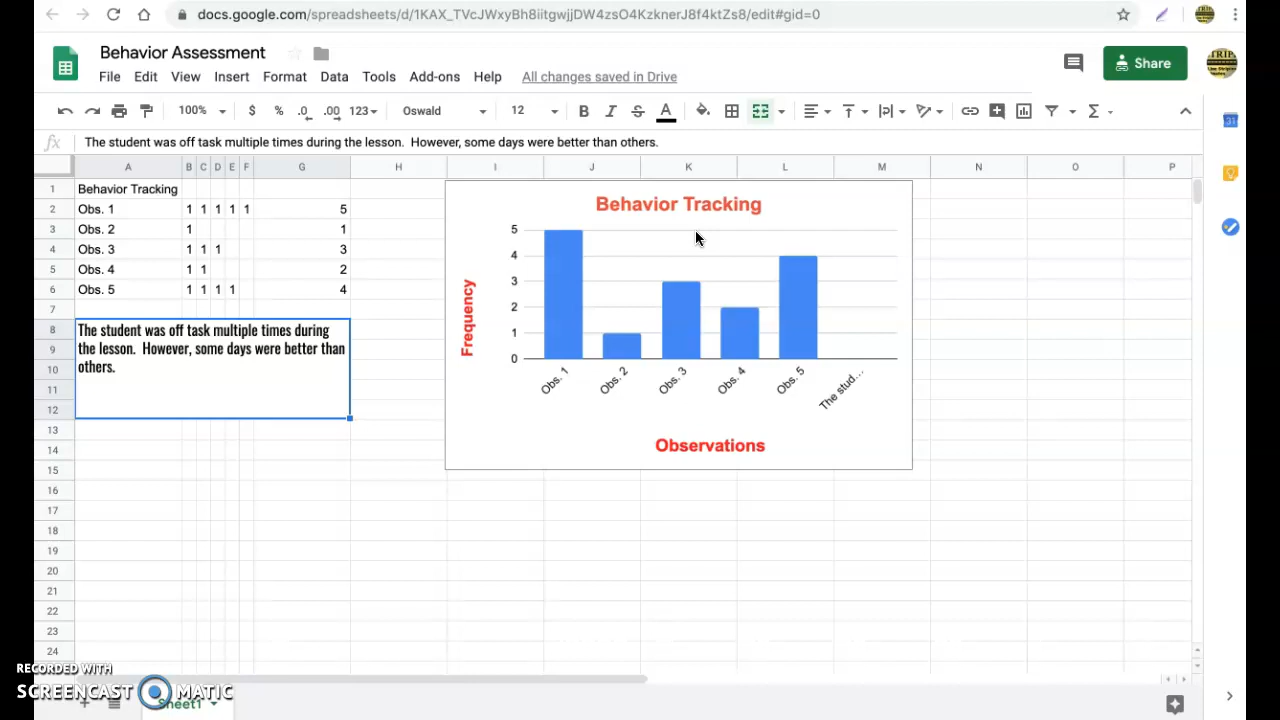 docs.google.com/spreadsheets/d/1KAX_TVcJWxyBh8iitgwjjDW4zsO4KzknerJ8f4ktZs8/edit#gid=0
Behavior Assessment
File Edit View Insert Format Data Tools Add-ons Help All changes saved in Drive
Share
100% $ % .0 .00 123 Oswald 12 B I S A Σ
fx The student was off task multiple times during the lesson. However, some days were better than others.
A B C D E F G H I J K L M N O P
1 Behavior Tracking
2 Obs. 1 1 1 1 1 1 5
3 Obs. 2 1 1
4 Obs. 3 1 1 1 3
5 Obs. 4 1 1 2
6 Obs. 5 1 1 1 1 4
7
8 The student was off task multiple times during
9 the lesson. However, some days were better than
10 others.
11
12
13
14
15
16
17
18
19
20
21
22
23
24
Behavior Tracking
Frequency
5
4
3
2
1
0
Obs. 1 Obs. 2 Obs. 3 Obs. 4 Obs. 5 The stud...
Observations
31
RECORDED WITH
SCREENCAST MATIC
Sheet1